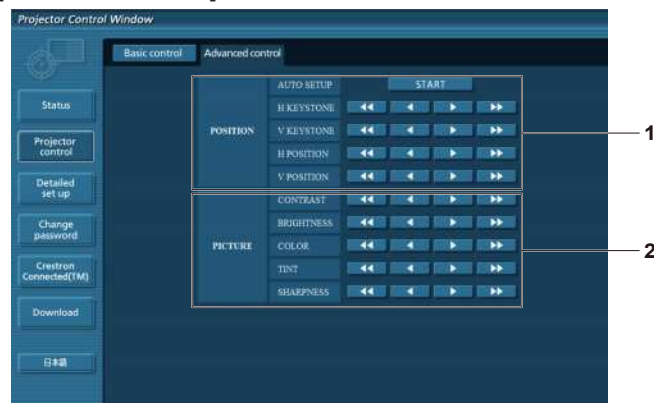 Projector Control Window
Basic control
Advanced control
AUTO SETUP
START
Status
H KEYSTONE
1
POSITION
V KEYSTONE
Projector
control
H POSITION
V POSITION
Detailed
set up
CONTRAST
Change
password
BRIGHTNESS
PICTURE
COLOR
2
Crestron
Connected(TM)
TINT
SHARPNESS
Download
日本語